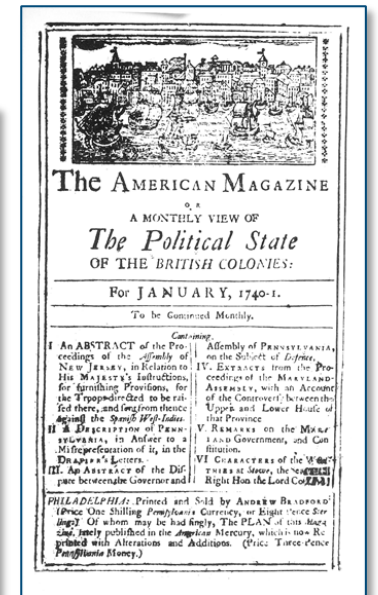 The AMERICAN MAGAZINE
OR
A MONTHLY VIEW OF
The Political State
OF THE BRITISH COLONIES:
For JANUARY, 1740-1.
To be Continued Monthly.
Containing,
I An ABSTRACT of the Pro-
ceedings of the Assembly of
NEW JERSEY, in Relation to
His MAJESTY's Instructions,
for furnishing Provisions, for
the Troops directed to be rai-
sed there, and sent from thence
against the Spanish West-Indies.
II A DESCRIPTION of PENN-
SYLVANIA, in Answer to a
Misrepresentation of it, in the
DRAPIER's Letters.
III. An ABSTRACT of the Dis-
pute between the Governor and
Assembly of PENNSYLVANIA,
on the Subject of Defence.
IV. EXTRACTS from the Pro-
ceedings of the MARYLAND-
ASSEMBLY, with an Account
of the Controversy between the
Upper and Lower House of
that Province
V. REMARKS on the MARY-
LAND Government, and Con
stitution.
VI CHARACTERS of the
at Stowe, the
Right Hon the Lord
PHILADELPHIA: Printed and Sold by ANDREW BRADFORD
(Price One Shilling Pensylvania Currency, or Eight Pence Ster
ling) Of whom may be had singly, The PLAN of this Maga
zine, lately published in the American Mercury, which is now Re
printed with Alterations and Additions. (Price Three-Pence
Pensilvania Money.)